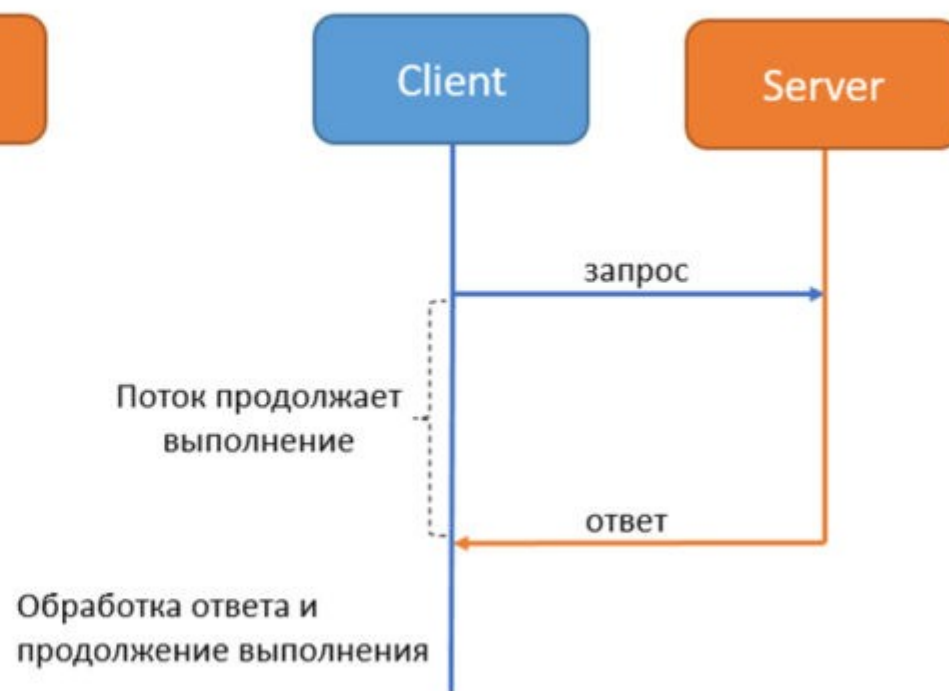 Client
Server
запрос
Поток продолжает
выполнение
ответ
Обработка ответа и
продолжение выполнения